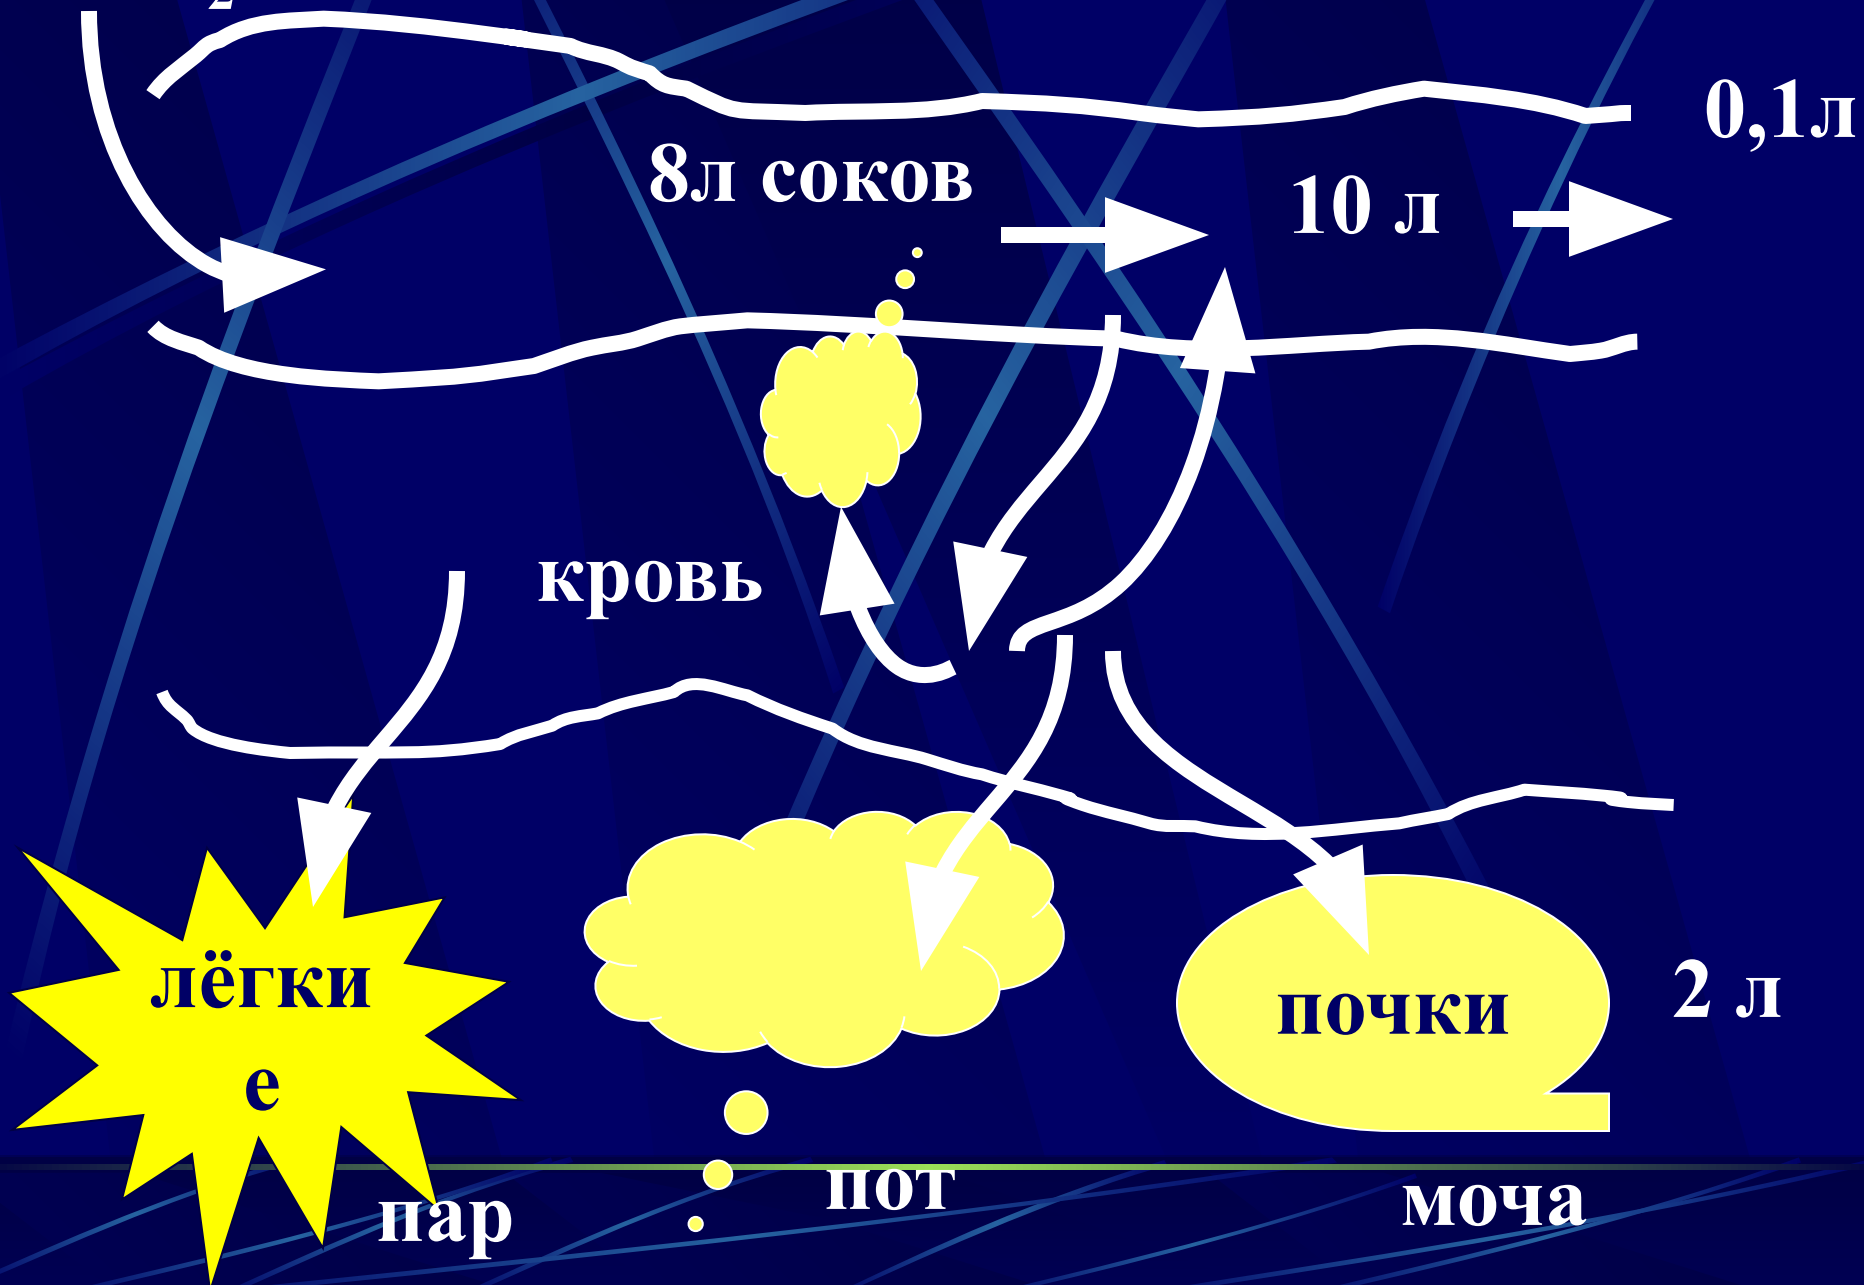 0,1л
8л соков
10 л
кровь
лёгки
е
почки
2 л
пот
пар
моча